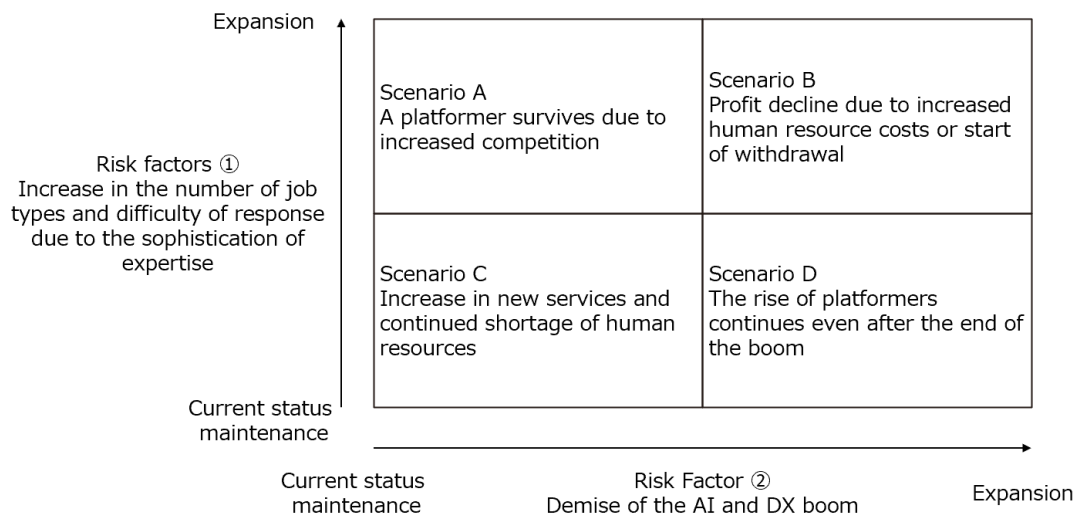 Expansion
Risk factors ①
Increase in the number of job
types and difficulty of response
due to the sophistication of
expertise
Current status
maintenance
Scenario A
A platformer survives due to
increased competition
Scenario B
Profit decline due to increased
human resource costs or start
of withdrawal
Scenario C
Increase in new services and
continued shortage of human
resources
Scenario D
The rise of platformers
continues even after the end of
the boom
Current status
maintenance
Risk Factor ②
Demise of the AI and DX boom
Expansion